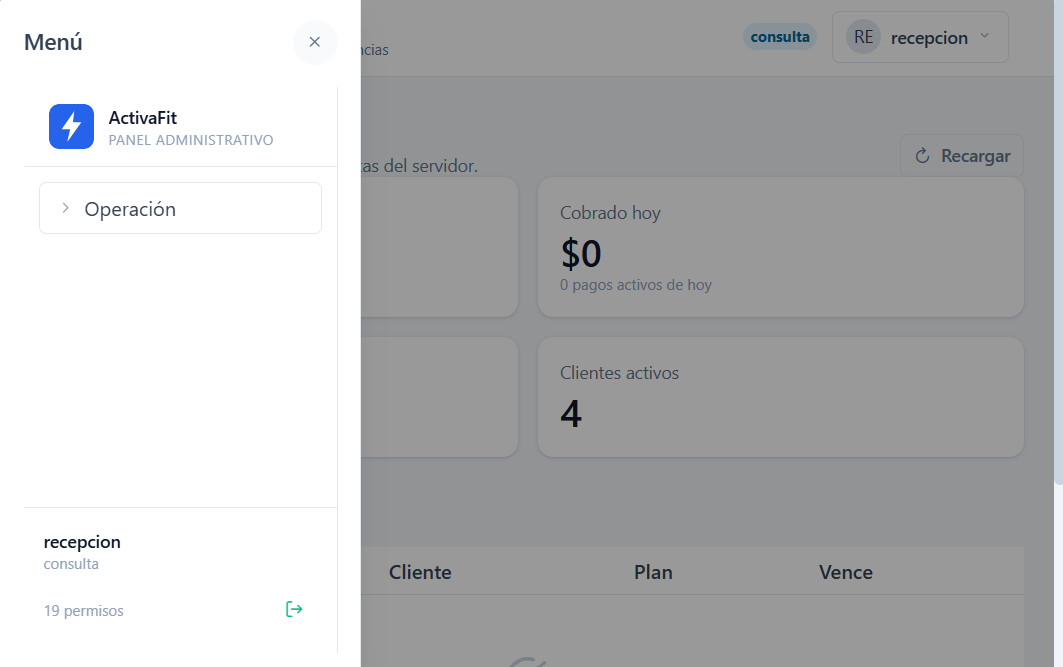 Menú
ActivaFit
PANEL ADMINISTRATIVO
Operación
recepcion
consulta
19 permisos
consulta
RE
recepcion
del servidor.
Recargar
Cobrado hoy
$0
0 pagos activos de hoy
Clientes activos
4
Cliente
Plan
Vence